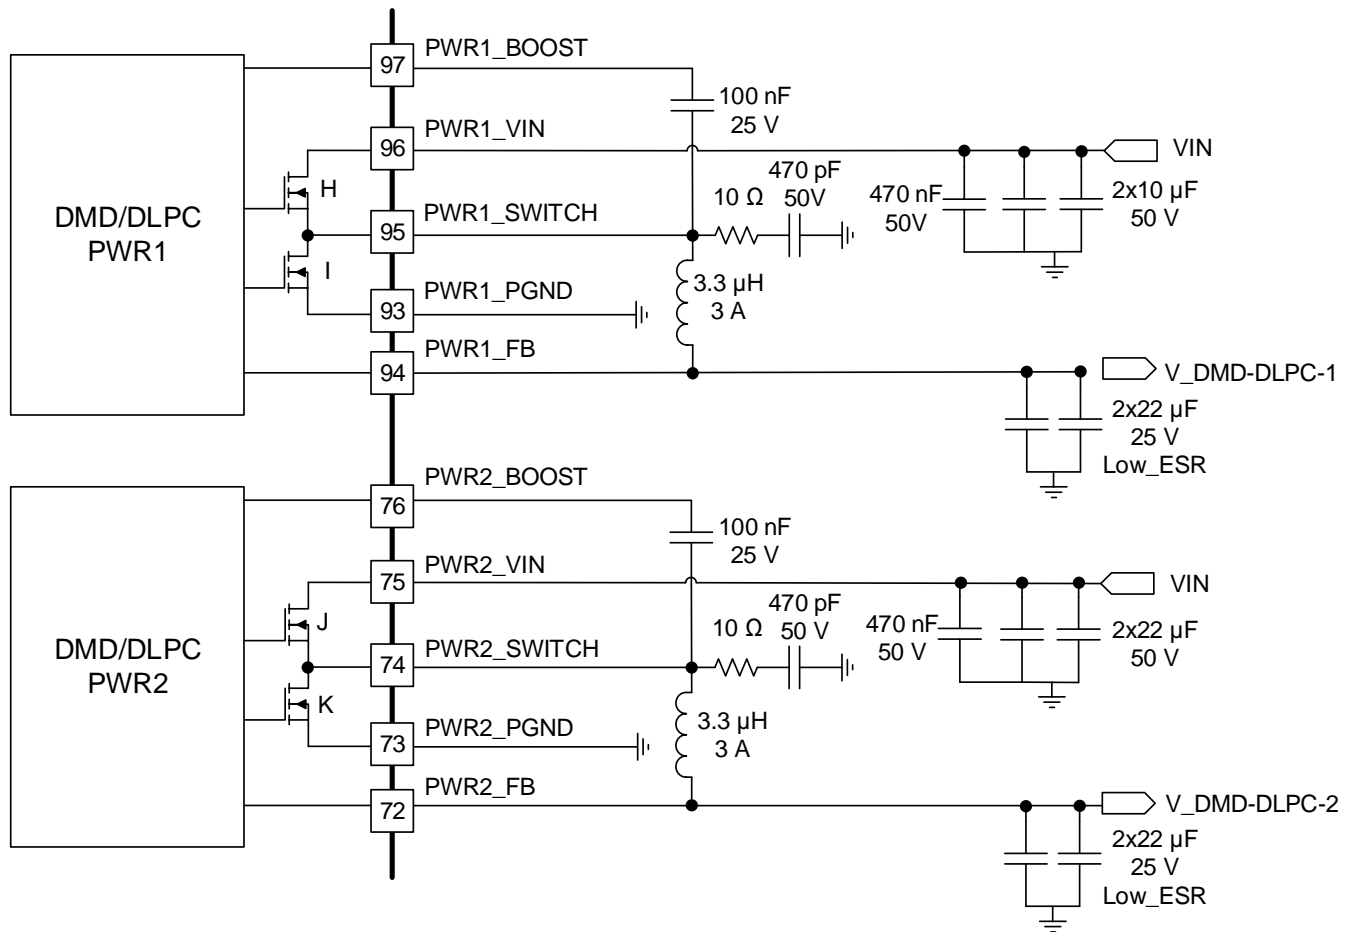 PWR1_BOOST
97
100 nF
25 V
PWR1_VIN
96
VIN
470 pF
50V
10 Ω
470 nF
50V
2x10 µF
50 V
H
DMD/DLPC
PWR1
PWR1_SWITCH
95
I
3.3 µH
3 A
PWR1_PGND
93
PWR1_FB
94
V_DMD-DLPC-1
2x22 µF
25 V
Low_ESR
PWR2_BOOST
76
100 nF
25 V
PWR2_VIN
75
VIN
470 pF
50 V
10 Ω
470 nF
50 V
2x22 µF
50 V
J
DMD/DLPC
PWR2
PWR2_SWITCH
74
K
3.3 µH
3 A
PWR2_PGND
73
PWR2_FB
72
V_DMD-DLPC-2
2x22 µF
25 V
Low_ESR